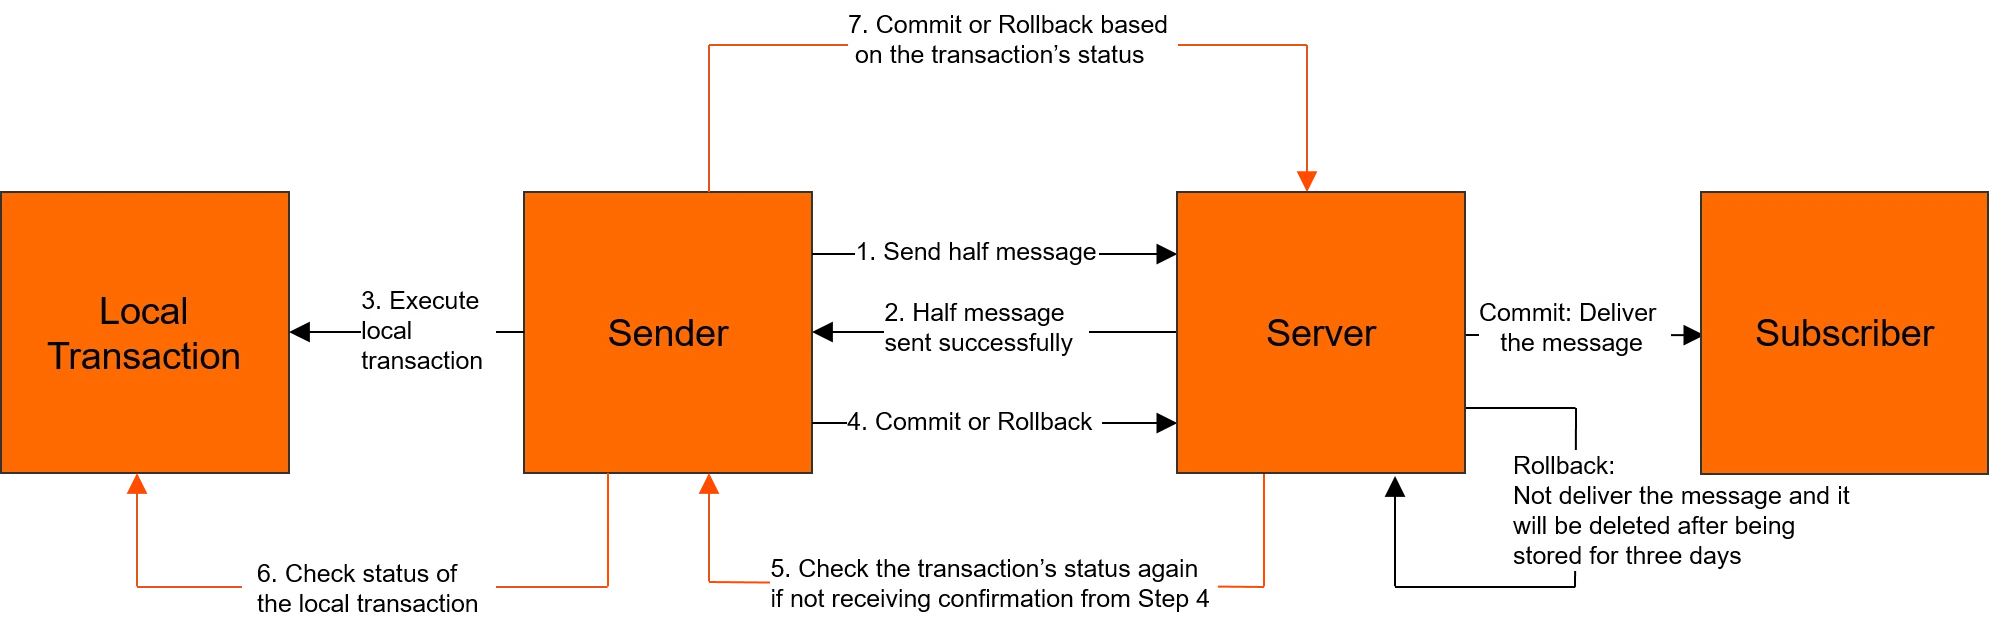 7. Commit or Rollback based
on the transaction’s status
Local
Transaction
3. Execute
local
transaction
Sender
1. Send half message
2. Half message
sent successfully
4. Commit or Rollback
Server
Commit: Deliver
the message
Subscriber
Rollback:
Not deliver the message and it
will be deleted after being
stored for three days
6. Check status of
the local transaction
5. Check the transaction’s status again
if not receiving confirmation from Step 4